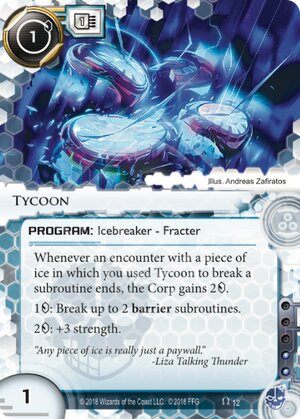 1
1
Illus. Andreas Zafiratos
TYCOON
PROGRAM: Icebreaker - Fracter
Whenever an encounter with a piece of
ice in which you used Tycoon to break a
subroutine ends, the Corp gains 2.
1: Break up to 2 barrier subroutines.
2: +3 strength.
"Any piece of ice is really just a paywall."
-Liza Talking Thunder
1
© 2018 Wizards of the Coast LLC. © 2018 FFG
Ω 12